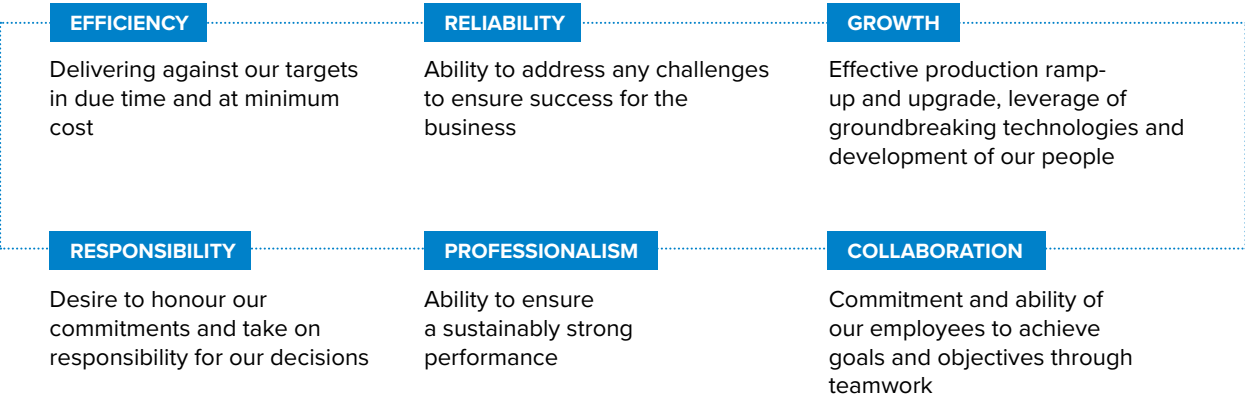 EFFICIENCY
Delivering against our targets
in due time and at minimum
cost
RELIABILITY
Ability to address any challenges
to ensure success for the
business
GROWTH
Effective production ramp-
up and upgrade, leverage of
groundbreaking technologies and
development of our people
RESPONSIBILITY
Desire to honour our
commitments and take on
responsibility for our decisions
PROFESSIONALISM
Ability to ensure
a sustainably strong
performance
COLLABORATION
Commitment and ability of
our employees to achieve
goals and objectives through
teamwork